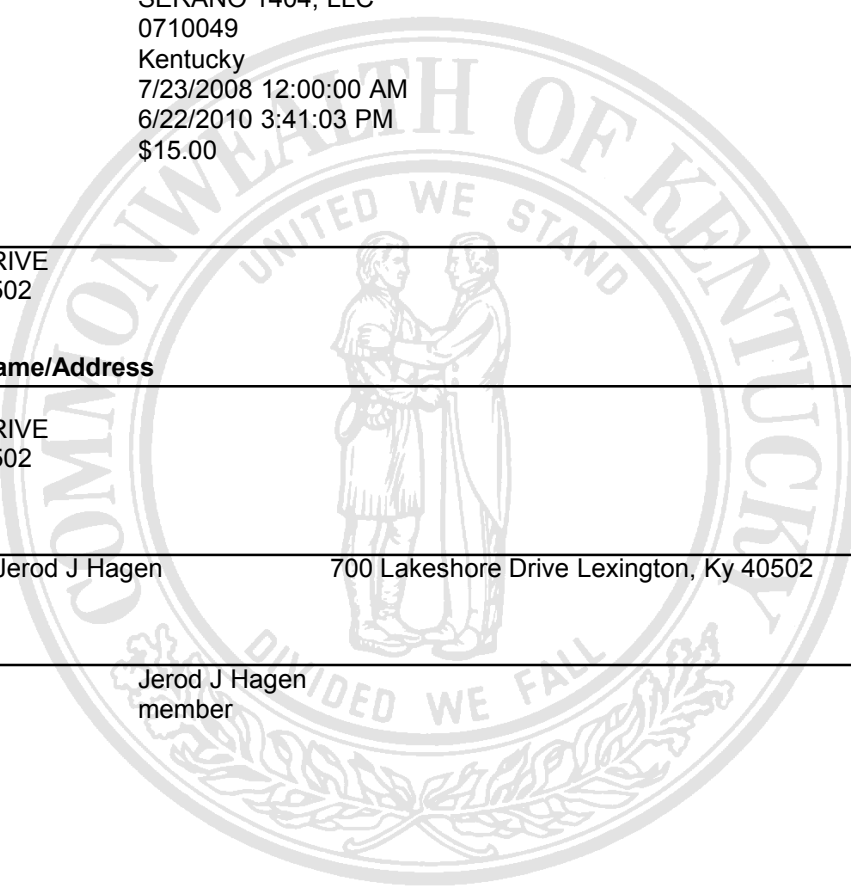 1404, LLC
0710049
Kentucky
7/23/2008 12:00:00 AM
6/22/2010 3:41:03 PM
$15.00
COMMONWEALTH OF KENTUCKY
UNITED WE STAND
RIVE
502
ame/Address
RIVE
502
Jerod J Hagen 700 Lakeshore Drive Lexington, Ky 40502
Jerod J Hagen
member
DIVIDED WE FALL